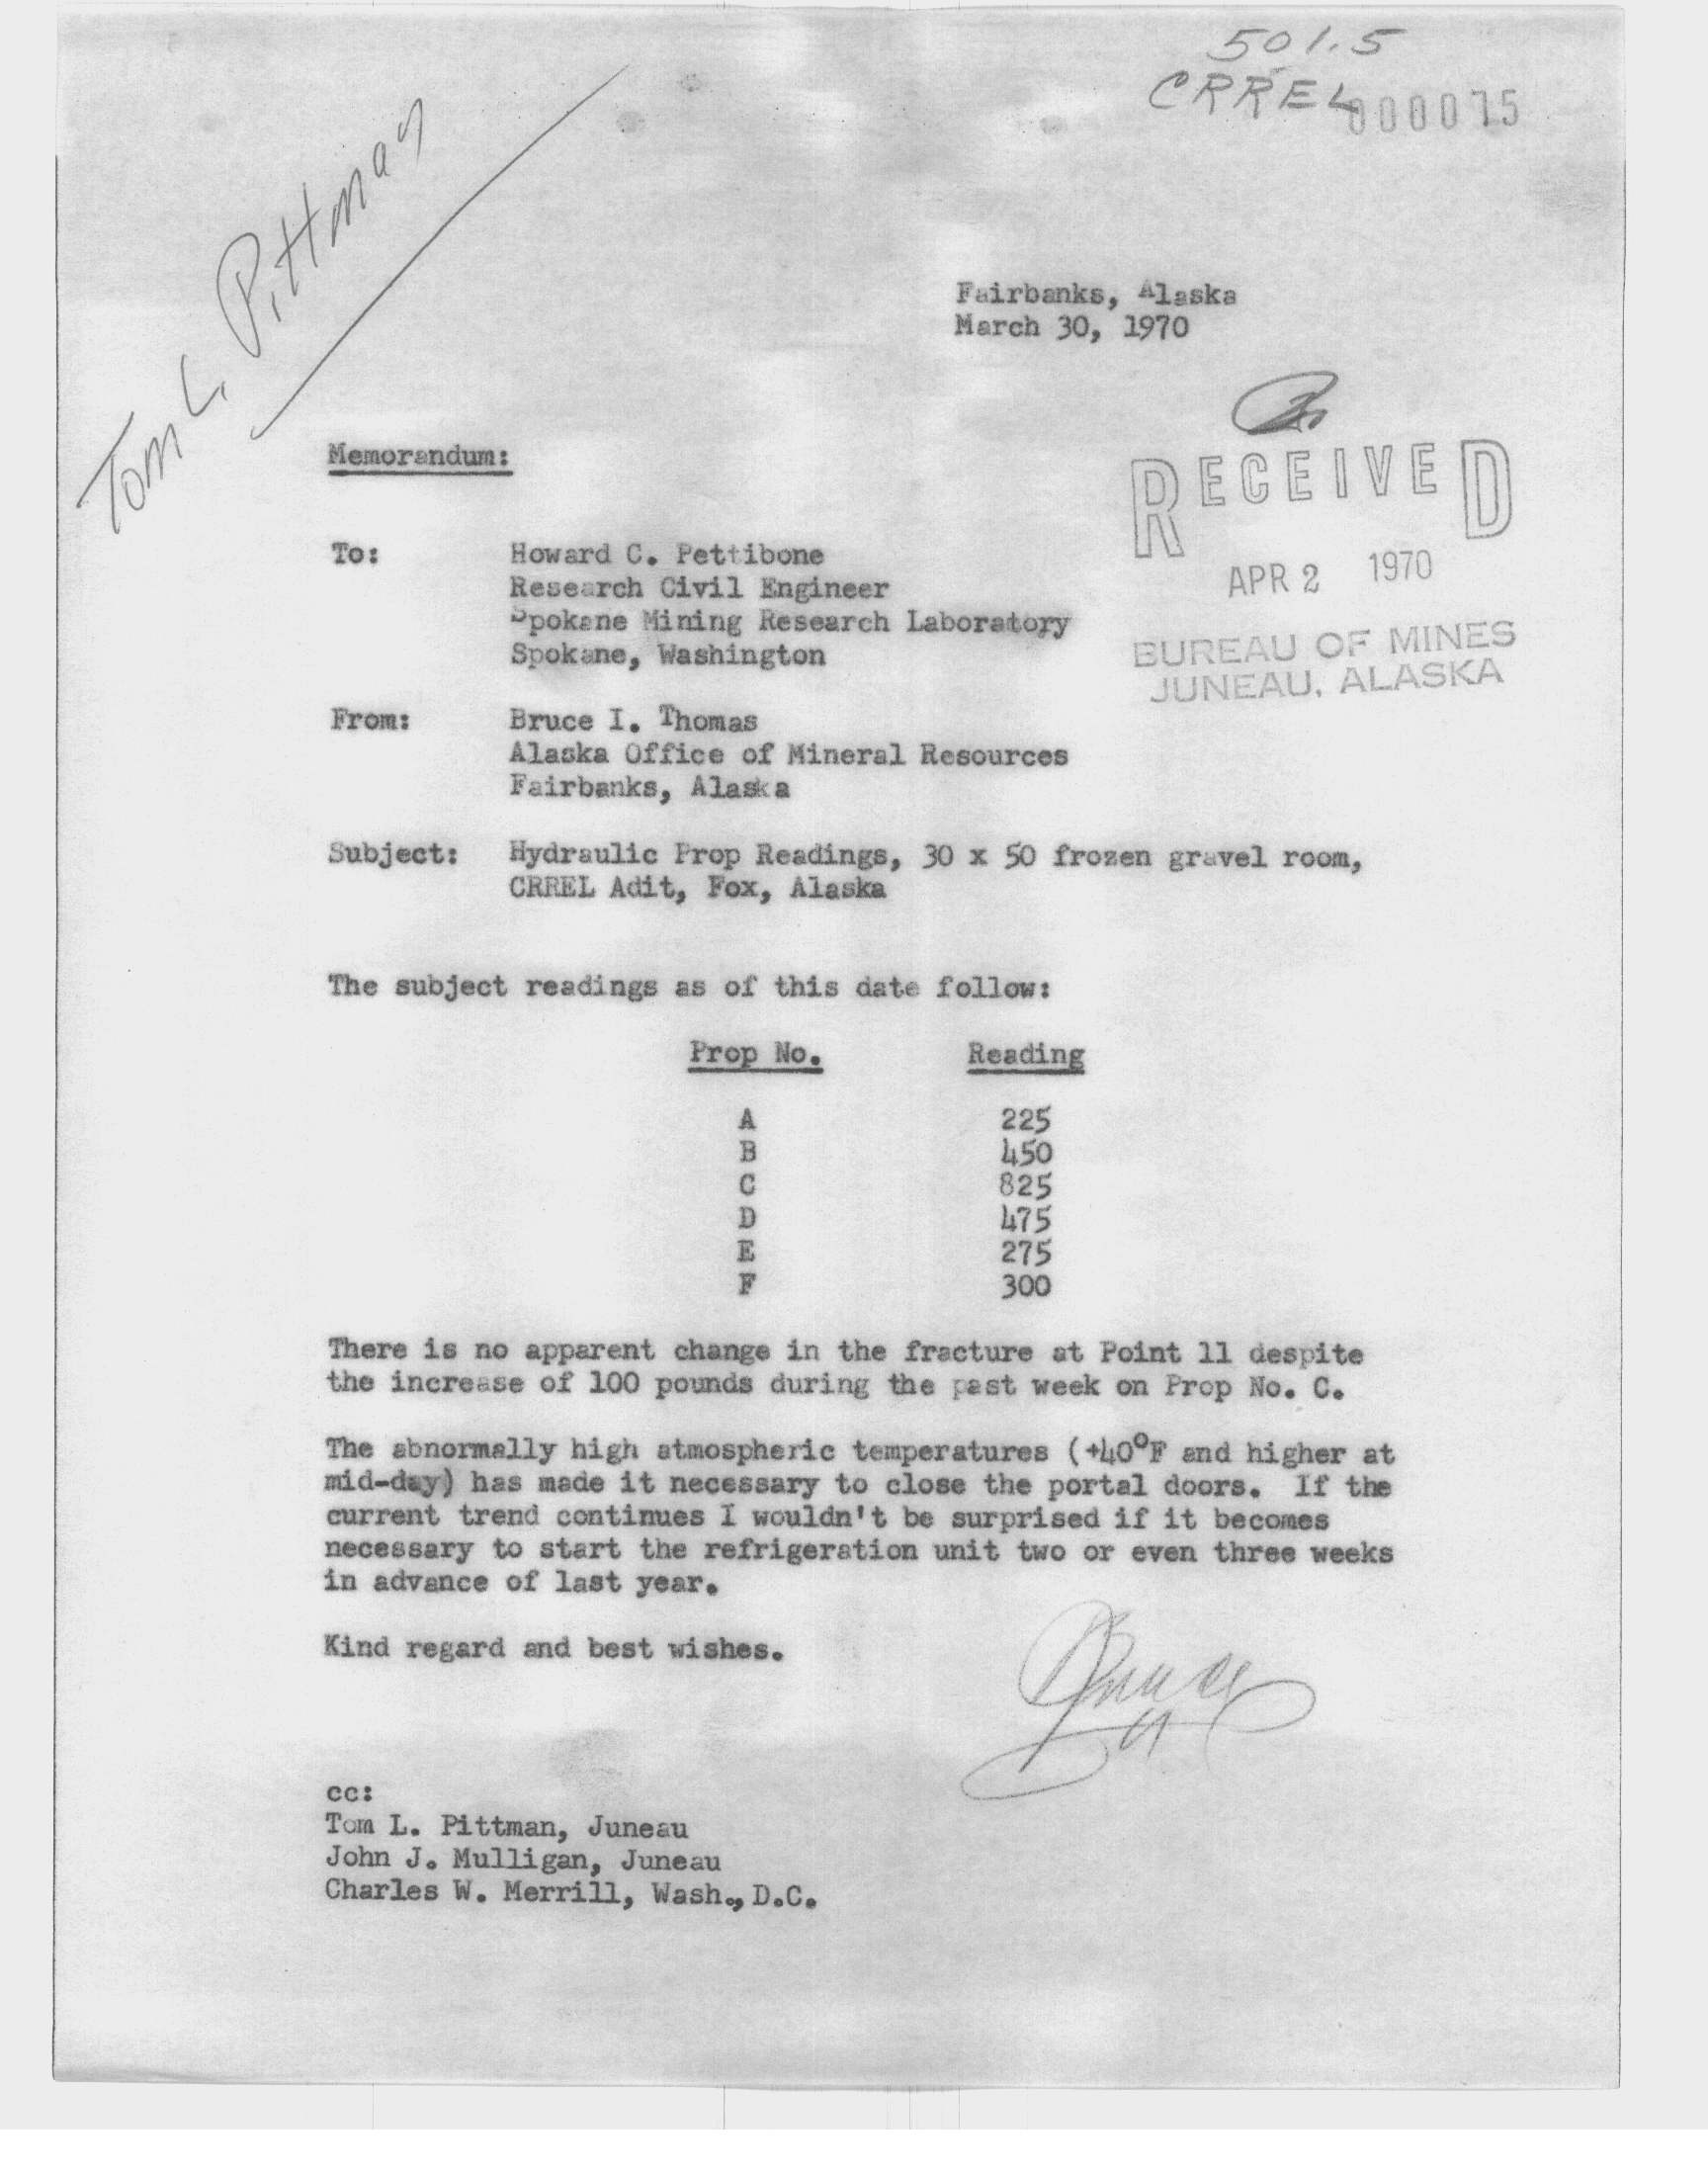 501.5
CRREL
000075
Tom L. Pittman
Fairbanks, Alaska
March 30, 1970
RECEIVED
APR 2 1970
BUREAU OF MINES
JUNEAU, ALASKA
Memorandum:
To: Howard C. Pettibone
Research Civil Engineer
Spokane Mining Research Laboratory
Spokane, Washington
From: Bruce I. Thomas
Alaska Office of Mineral Resources
Fairbanks, Alaska
Subject: Hydraulic Prop Readings, 30 x 50 frozen gravel room,
CRREL Adit, Fox, Alaska
The subject readings as of this date follow:
Prop No. Reading
A 225
B 450
C 825
D 475
E 275
F 300
There is no apparent change in the fracture at Point 11 despite
the increase of 100 pounds during the past week on Prop No. C.
The abnormally high atmospheric temperatures (+40°F and higher at
mid-day) has made it necessary to close the portal doors. If the
current trend continues I wouldn't be surprised if it becomes
necessary to start the refrigeration unit two or even three weeks
in advance of last year.
Kind regard and best wishes.
Bruce
cc:
Tom L. Pittman, Juneau
John J. Mulligan, Juneau
Charles W. Merrill, Wash., D.C.